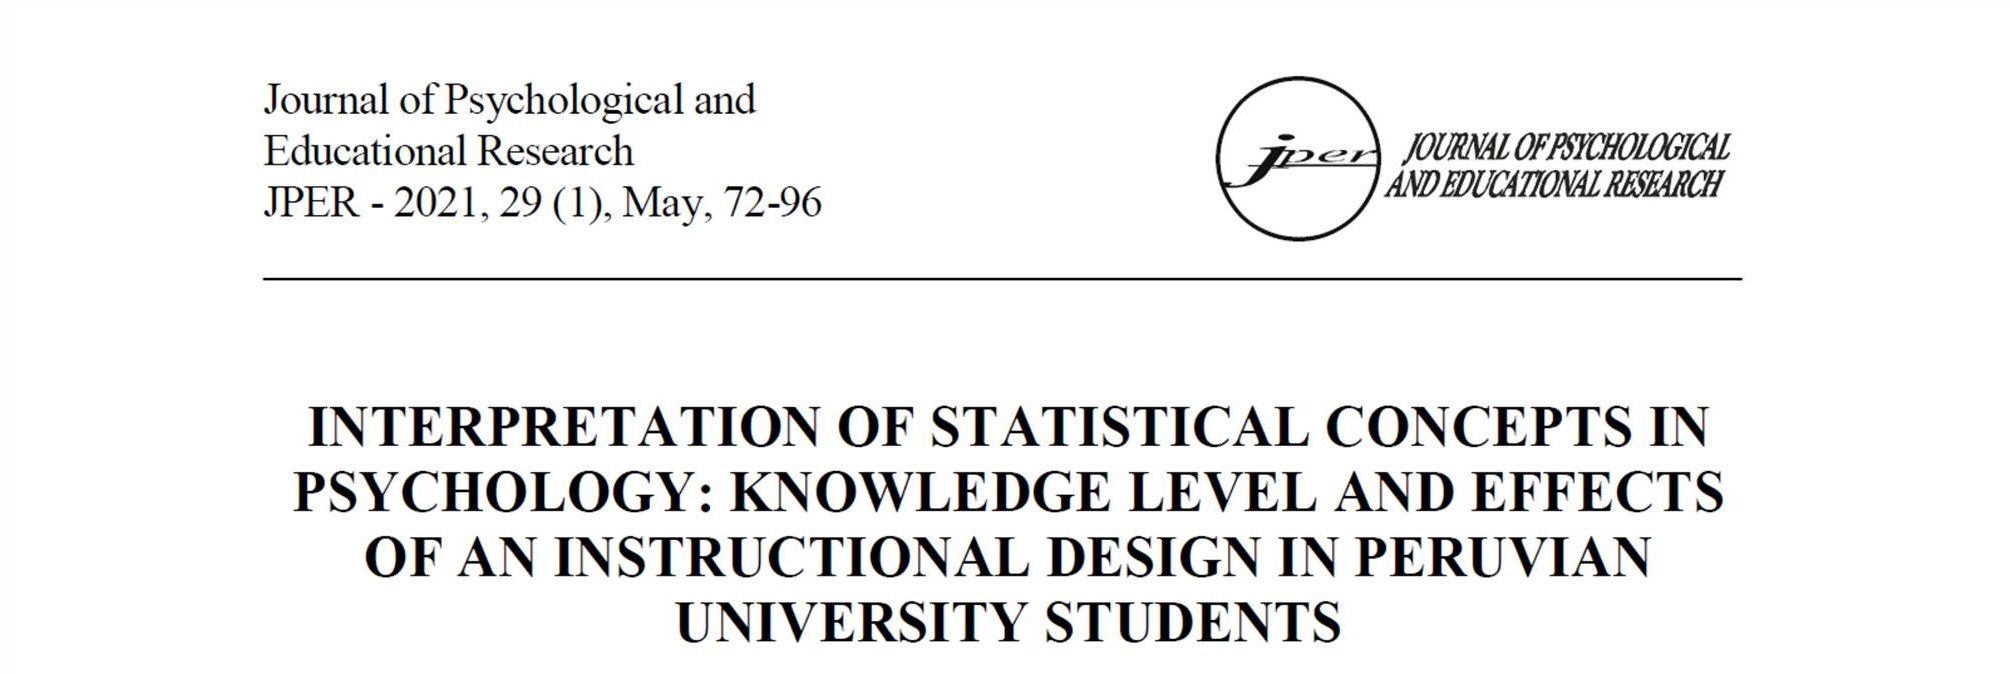 Journal of Psychological and
Educational Research
JPER - 2021, 29 (1), May, 72-96
jper
JOURNAL OF PSYCHOLOGICAL
AND EDUCATIONAL RESEARCH
INTERPRETATION OF STATISTICAL CONCEPTS IN
PSYCHOLOGY: KNOWLEDGE LEVEL AND EFFECTS
OF AN INSTRUCTIONAL DESIGN IN PERUVIAN
UNIVERSITY STUDENTS